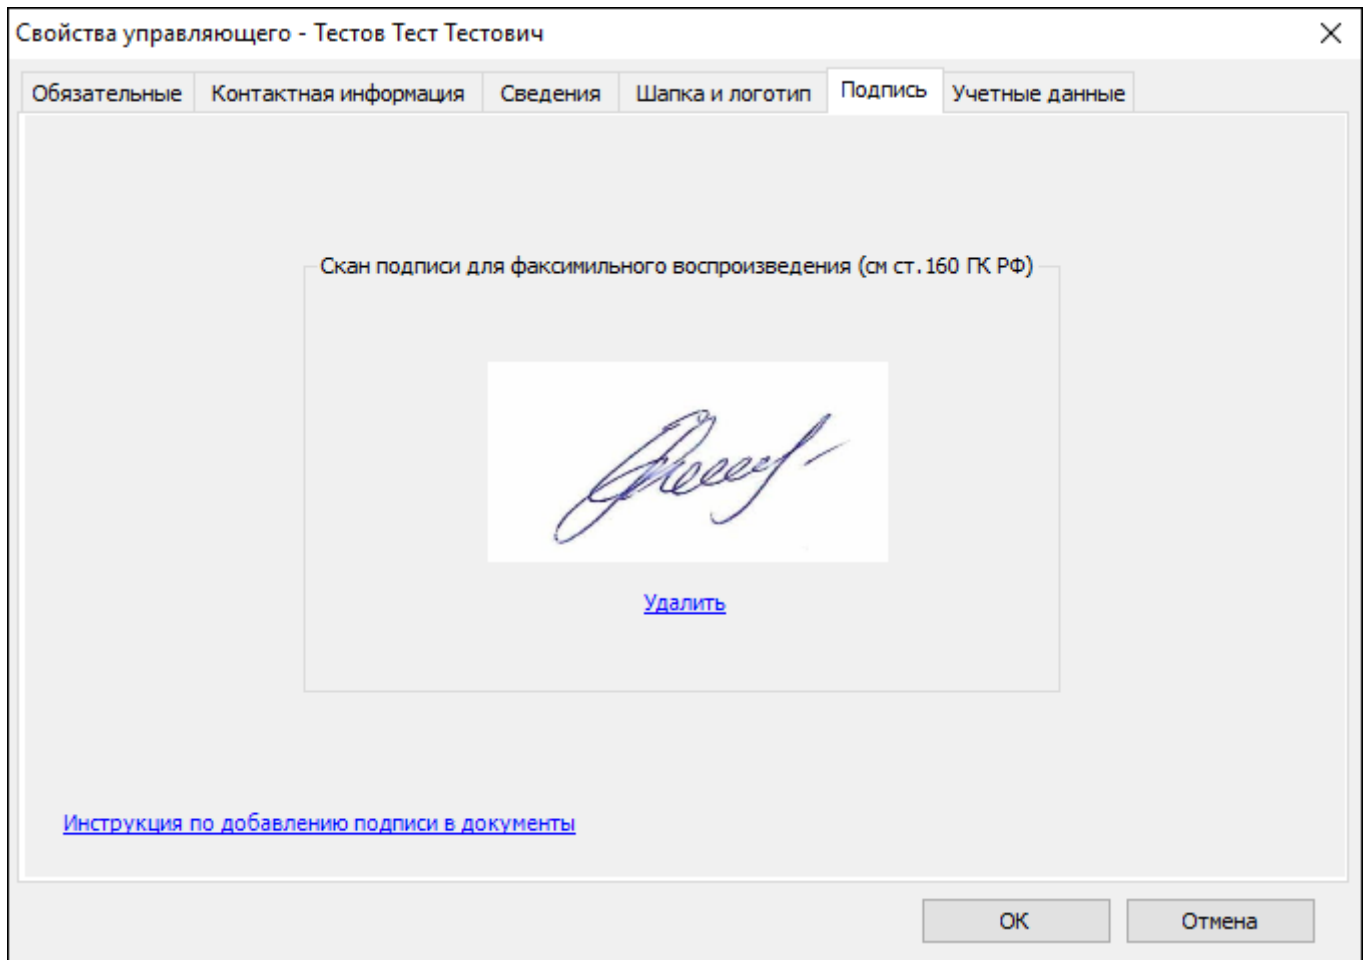 Свойства управляющего - Тестов Тест Тестович
Обязательные Контактная информация Сведения Шапка и логотип Подпись Учетные данные
Скан подписи для факсимильного воспроизведения (см ст.160 ГК РФ)
Удалить
Инструкция по добавлению подписи в документы
ОК Отмена